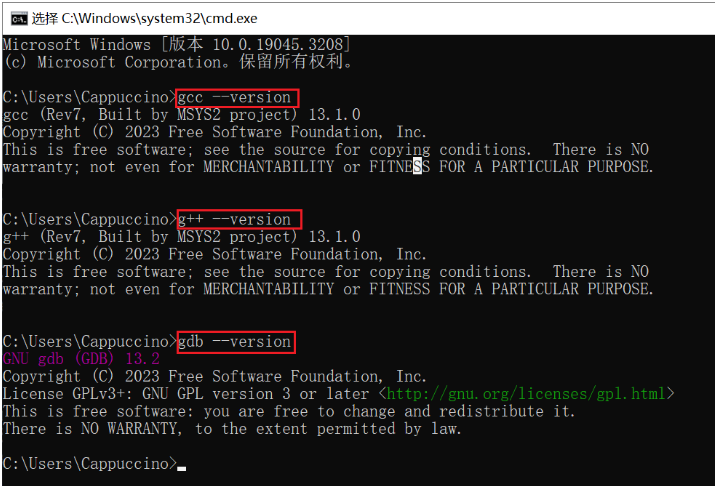 选择 C:\Windows\system32\cmd.exe
Microsoft Windows [版本 10.0.19045.3208]
(c) Microsoft Corporation。保留所有权利。
C:\Users\Cappuccino>gcc --version
gcc (Rev7, Built by MSYS2 project) 13.1.0
Copyright (C) 2023 Free Software Foundation, Inc.
This is free software; see the source for copying conditions.  There is NO
warranty; not even for MERCHANTABILITY or FITNESS FOR A PARTICULAR PURPOSE.
C:\Users\Cappuccino>g++ --version
g++ (Rev7, Built by MSYS2 project) 13.1.0
Copyright (C) 2023 Free Software Foundation, Inc.
This is free software; see the source for copying conditions.  There is NO
warranty; not even for MERCHANTABILITY or FITNESS FOR A PARTICULAR PURPOSE.
C:\Users\Cappuccino>gdb --version
GNU gdb (GDB) 13.2
Copyright (C) 2023 Free Software Foundation, Inc.
License GPLv3+: GNU GPL version 3 or later <http://gnu.org/licenses/gpl.html>
This is free software: you are free to change and redistribute it.
There is NO WARRANTY, to the extent permitted by law.
C:\Users\Cappuccino>